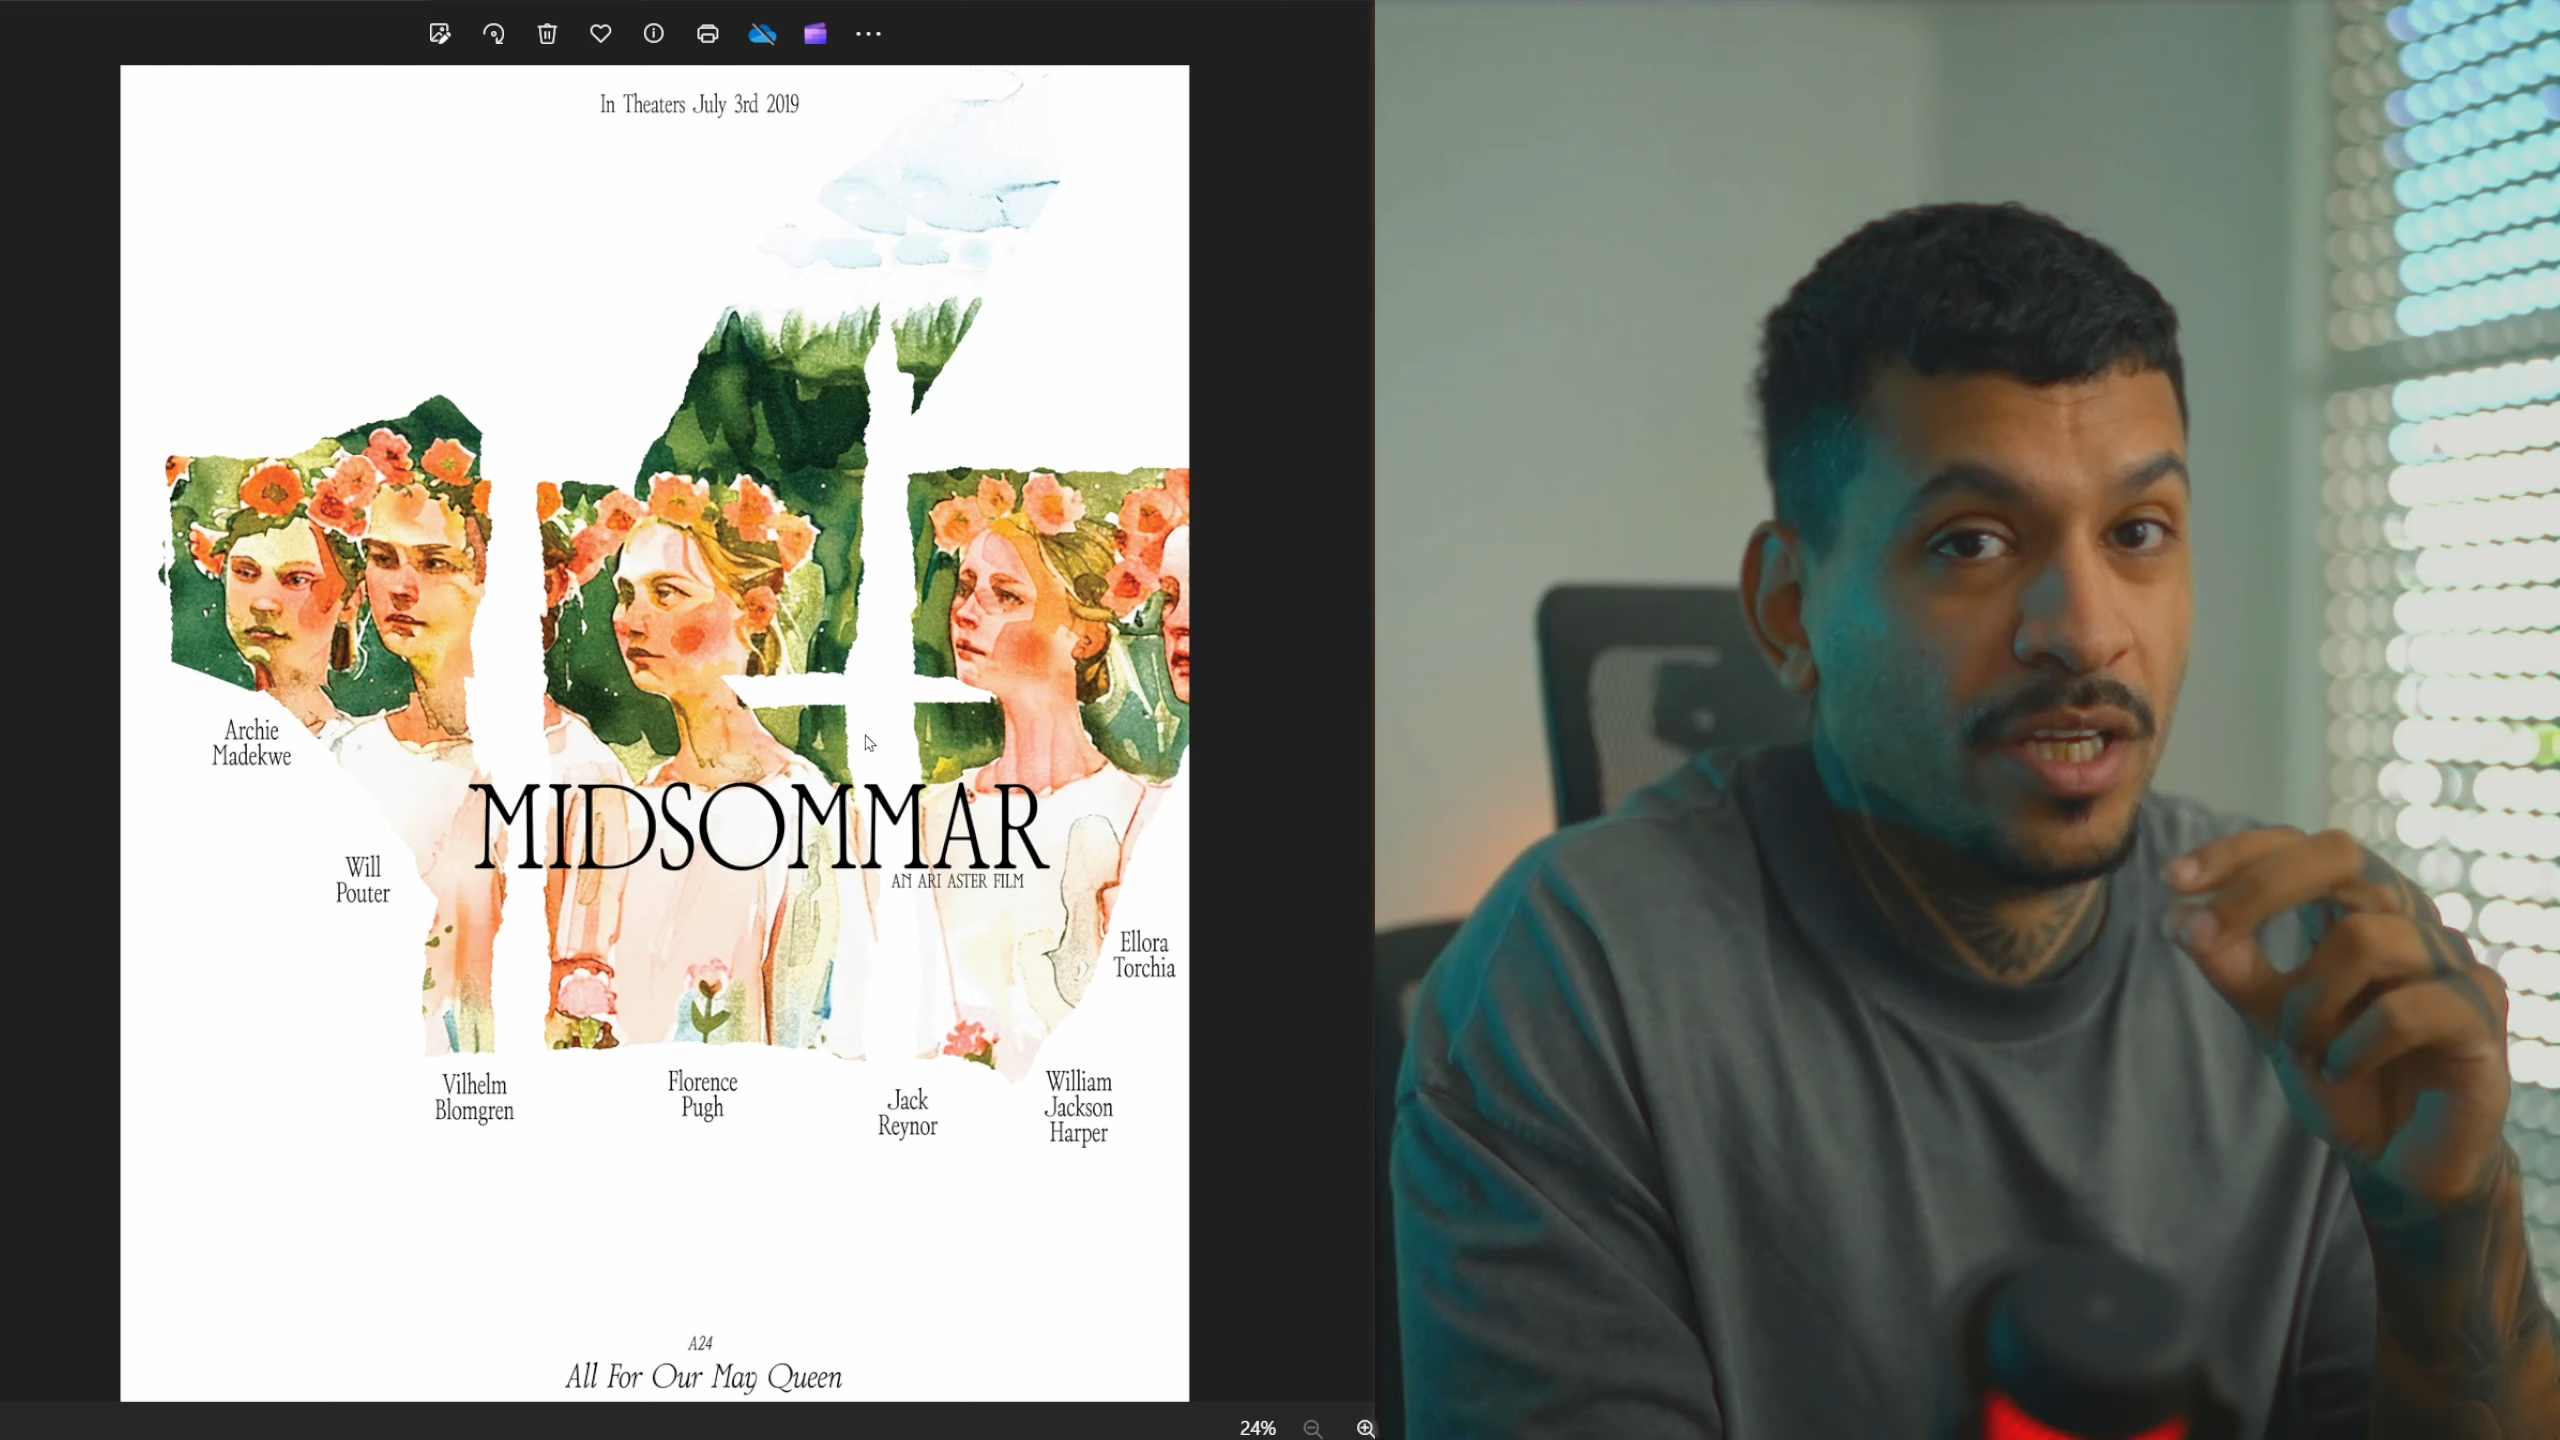 In Theaters July 3rd 2019
Archie
Madekwe
MIDSOMMAR
AN ARI ASTER FILM
Will
Pouter
Ellora
Torchia
Vilhelm
Blomgren
Florence
Pugh
Jack
Reynor
William
Jackson
Harper
A24
All For Our May Queen
24%